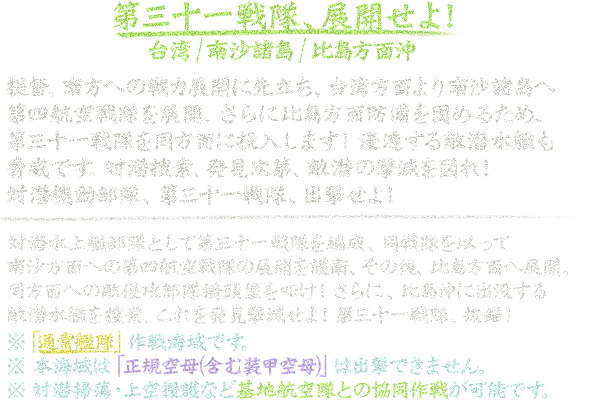 第三十一戦隊、展開せよ!
台湾/南沙諸島/比島方面沖
提督、南方への戦力展開に先立ち、台湾方面より南沙諸島へ
第四航空戦隊を展開、さらに比島方面防備を固めるため、
第三十一戦隊を同方面に投入します！浸透する敵潜水艦も
脅威です。対潜捜索、発見次第、敵潜の撃滅を図れ！
対潜機動部隊、第三十一戦隊、出撃せよ！
対潜水上艦部隊として第三十一戦隊を編成、同戦隊を以って
南沙方面への第四航空戦隊の展開を護衛、その後、比島方面へ展開。
同方面への敵侵攻部隊橋頭堡を叩け！さらに、比島沖に出没する
敵潜水艦を捜索、これを発見撃滅せよ！第三十一戦隊、抜錨！
※「通常艦隊」作戦海域です。
※ 本海域は「正規空母(含む装甲空母)」は出撃できません。
※ 対潜掃蕩・上空援護など基地航空隊との協同作戦が可能です。